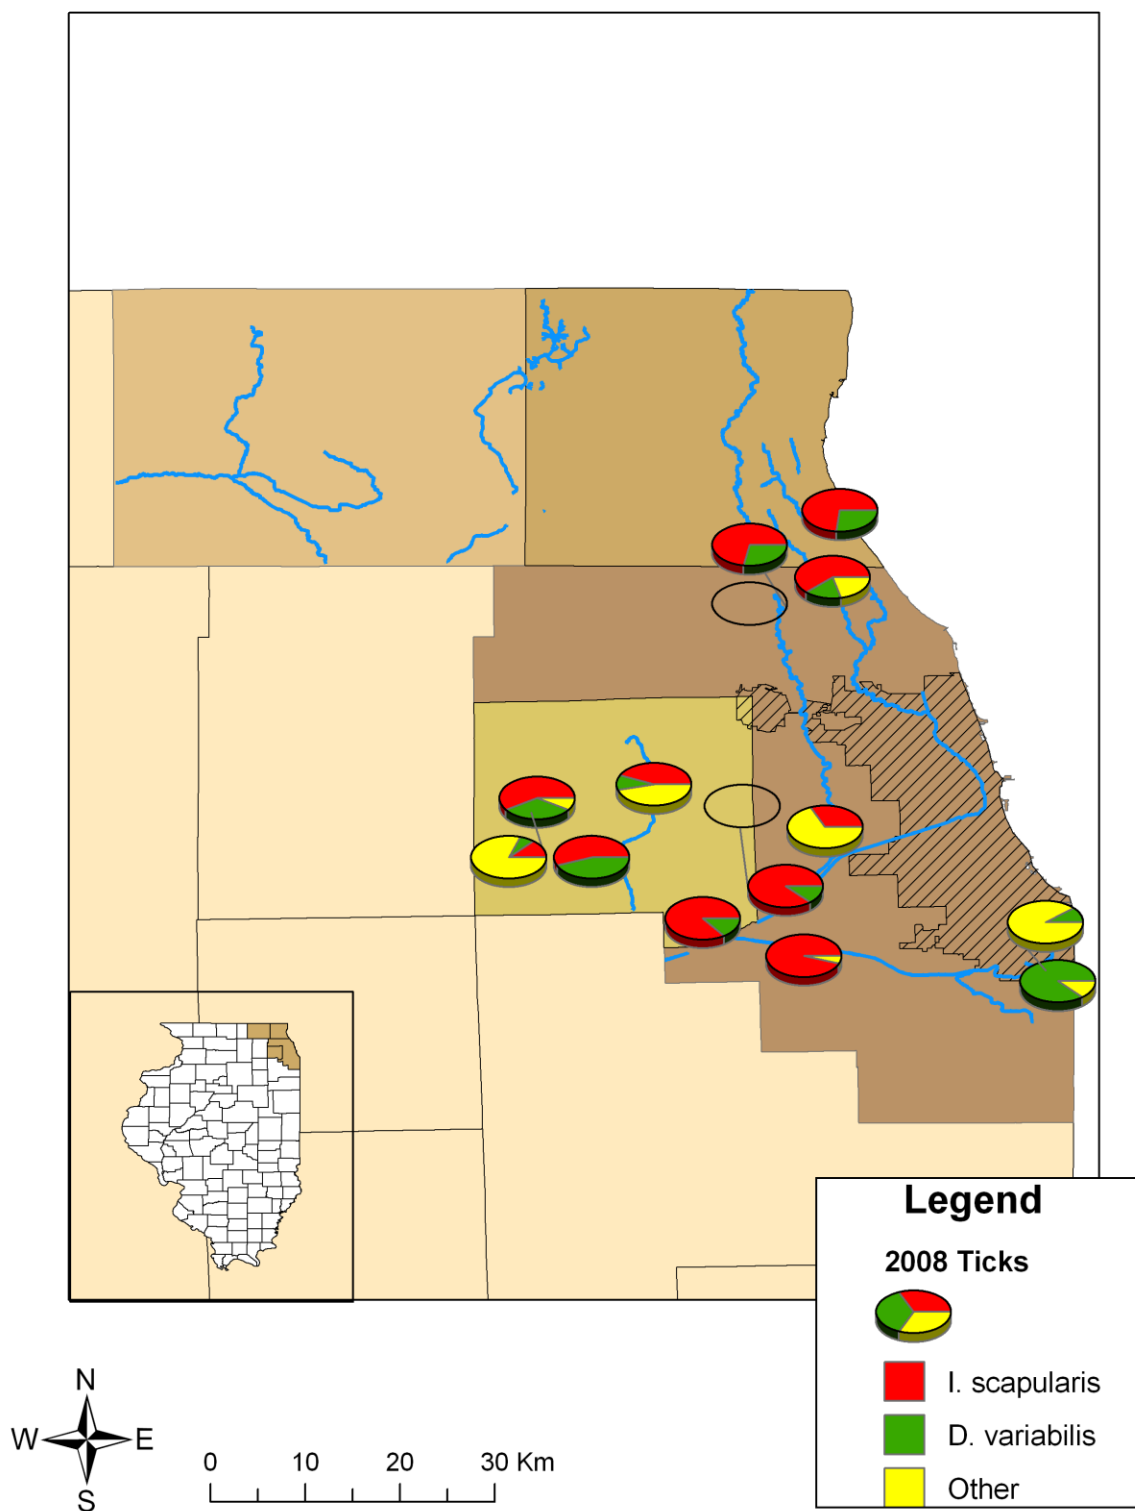 Legend
2008 Ticks
I. scapularis
D. variabilis
Other
N
W E
S
0 10 20 30 Km